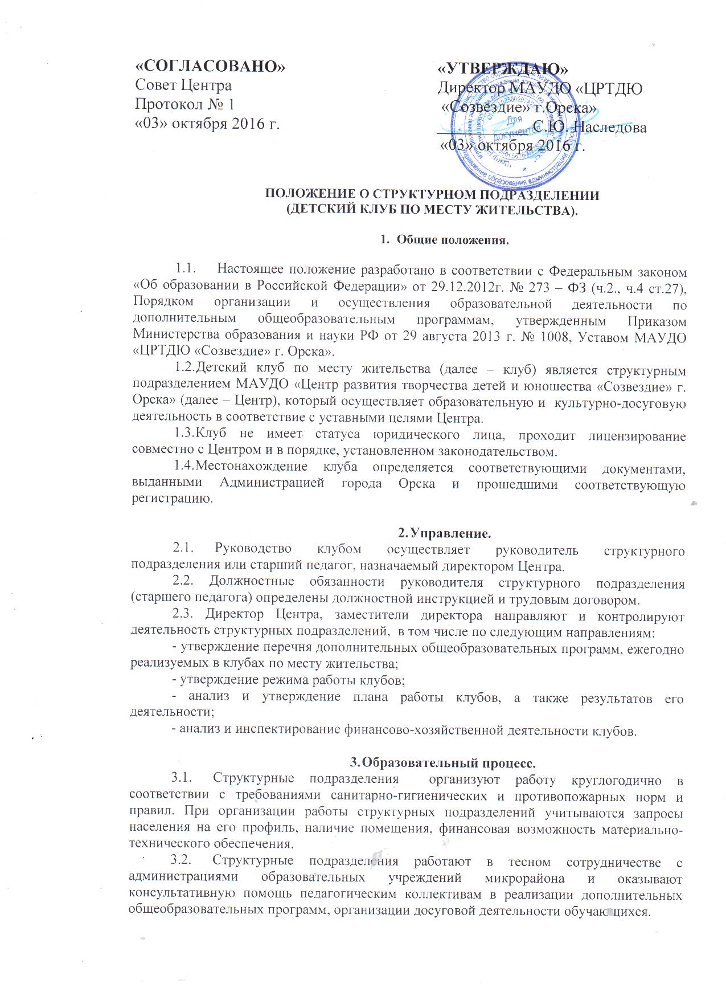 «СОГЛАСОВАНО»
Совет Центра
Протокол № 1
«03» октября 2016 г.
«УТВЕРЖДАЮ»
Директор МАУДО «ЦРТДЮ
«Созвездие» г.Орска»
____________ С.Ю. Наследова
«03» октября 2016 г.
Для
документов
Управление образования администрации
ПОЛОЖЕНИЕ О СТРУКТУРНОМ ПОДРАЗДЕЛЕНИИ
(ДЕТСКИЙ КЛУБ ПО МЕСТУ ЖИТЕЛЬСТВА).
1. Общие положения.
1.1. Настоящее положение разработано в соответствии с Федеральным законом
«Об образовании в Российской Федерации» от 29.12.2012г. № 273 – ФЗ (ч.2., ч.4 ст.27),
Порядком организации и осуществления образовательной деятельности по
дополнительным общеобразовательным программам, утвержденным Приказом
Министерства образования и науки РФ от 29 августа 2013 г. № 1008, Уставом МАУДО
«ЦРТДЮ «Созвездие» г. Орска».
1.2.Детский клуб по месту жительства (далее – клуб) является структурным
подразделением МАУДО «Центр развития творчества детей и юношества «Созвездие» г.
Орска» (далее – Центр), который осуществляет образовательную и культурно-досуговую
деятельность в соответствие с уставными целями Центра.
1.3.Клуб не имеет статуса юридического лица, проходит лицензирование
совместно с Центром и в порядке, установленном законодательством.
1.4.Местонахождение клуба определяется соответствующими документами,
выданными Администрацией города Орска и прошедшими соответствующую
регистрацию.
2.Управление.
2.1. Руководство клубом осуществляет руководитель структурного
подразделения или старший педагог, назначаемый директором Центра.
2.2. Должностные обязанности руководителя структурного подразделения
(старшего педагога) определены должностной инструкцией и трудовым договором.
2.3. Директор Центра, заместители директора направляют и контролируют
деятельность структурных подразделений, в том числе по следующим направлениям:
- утверждение перечня дополнительных общеобразовательных программ, ежегодно
реализуемых в клубах по месту жительства;
- утверждение режима работы клубов;
- анализ и утверждение плана работы клубов, а также результатов его
деятельности;
- анализ и инспектирование финансово-хозяйственной деятельности клубов.
3.Образовательный процесс.
3.1. Структурные подразделения организуют работу круглогодично в
соответствии с требованиями санитарно-гигиенических и противопожарных норм и
правил. При организации работы структурных подразделений учитываются запросы
населения на его профиль, наличие помещения, финансовая возможность материально-
технического обеспечения.
3.2. Структурные подразделения работают в тесном сотрудничестве с
администрациями образовательных учреждений микрорайона и оказывают
консультативную помощь педагогическим коллективам в реализации дополнительных
общеобразовательных программ, организации досуговой деятельности обучающихся.